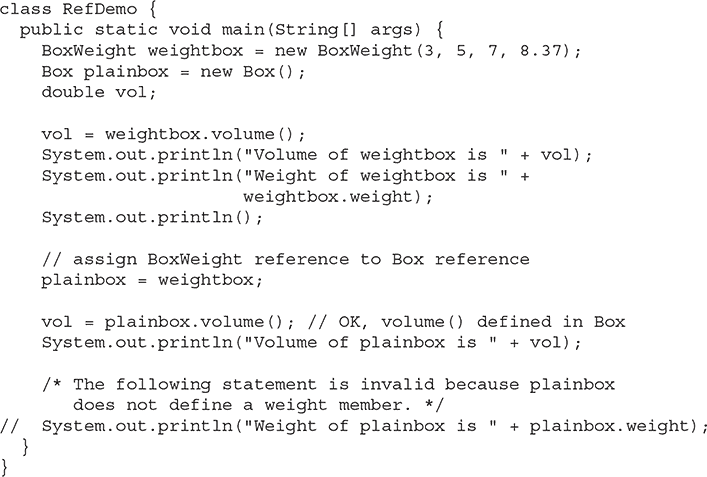 class RefDemo {
  public static void main(String[] args) {
    BoxWeight weightbox = new BoxWeight(3, 5, 7, 8.37);
    Box plainbox = new Box();
    double vol;

    vol = weightbox.volume();
    System.out.println("Volume of weightbox is " + vol);
    System.out.println("Weight of weightbox is " +
                       weightbox.weight);
    System.out.println();

    // assign BoxWeight reference to Box reference
    plainbox = weightbox;

    vol = plainbox.volume(); // OK, volume() defined in Box
    System.out.println("Volume of plainbox is " + vol);

    /* The following statement is invalid because plainbox
       does not define a weight member. */
//  System.out.println("Weight of plainbox is " + plainbox.weight);
  }
}